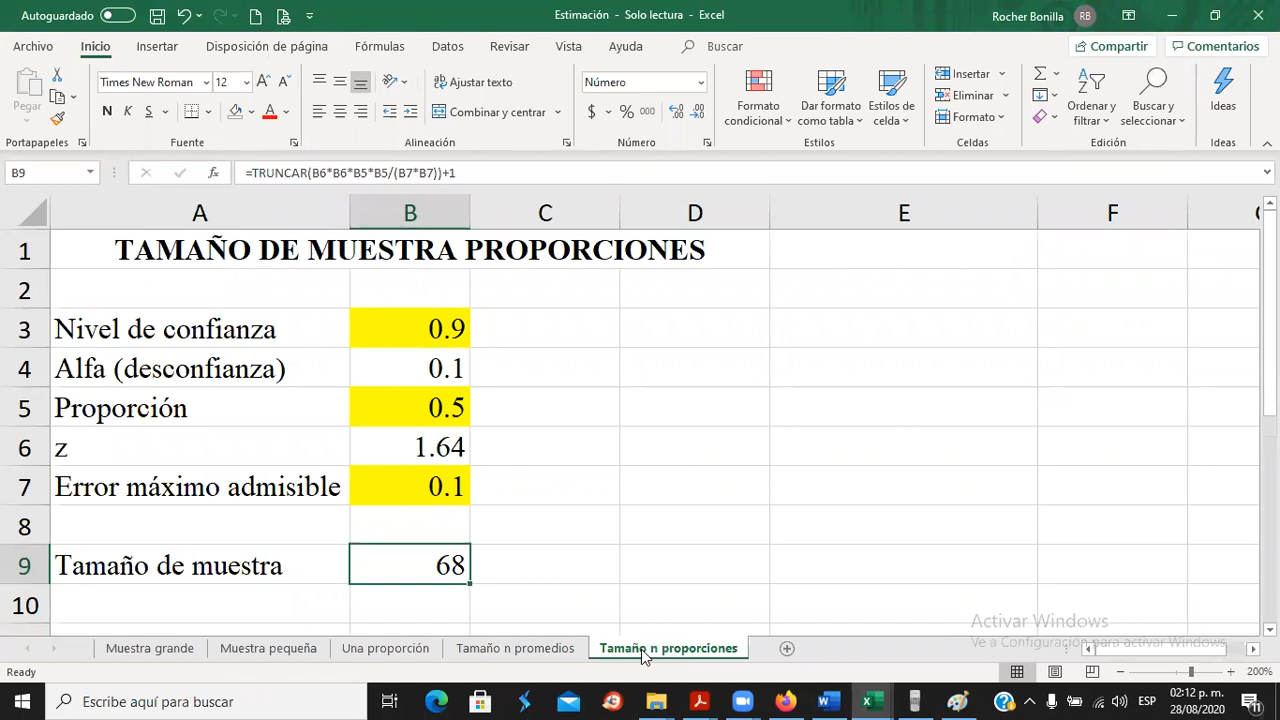 Autoguardado
Estimación - Solo lectura - Excel
Rocher Bonilla
RB
Archivo Inicio Insertar Disposición de página Fórmulas Datos Revisar Vista Ayuda Buscar
Compartir Comentarios
Pegar
Times New Roman 12
N K S
Ajustar texto
Combinar y centrar
Número
$ % 000
Formato condicional
Dar formato como tabla
Estilos de celda
Insertar
Eliminar
Formato
Ordenar y filtrar
Buscar y seleccionar
Ideas
Portapapeles Fuente Alineación Número Estilos Celdas Edición Ideas
B9 fx =TRUNCAR(B6*B6*B5*B5/(B7*B7))+1
A B C D E F
1 TAMAÑO DE MUESTRA PROPORCIONES
2
3 Nivel de confianza 0.9
4 Alfa (desconfianza) 0.1
5 Proporción 0.5
6 z 1.64
7 Error máximo admisible 0.1
8
9 Tamaño de muestra 68
10
Activar Windows
Ve a Configuración para activar Windows.
Muestra grande Muestra pequeña Una proporción Tamaño n promedios Tamaño n proporciones
Ready
200%
Escribe aquí para buscar
ESP
02:12 p. m.
28/08/2020